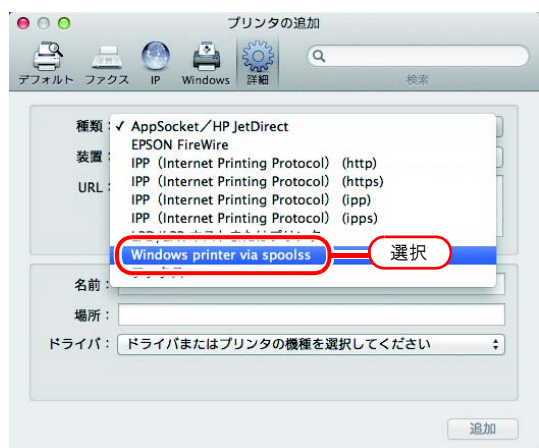 プリンタの追加
デフォルト ファクス IP Windows 詳細 検索
種類：✓ AppSocket／HP JetDirect
EPSON FireWire
装置：
IPP（Internet Printing Protocol）（http）
IPP（Internet Printing Protocol）（https）
URL：
IPP（Internet Printing Protocol）（ipp）
IPP（Internet Printing Protocol）（ipps）
Windows printer via spoolss 選択
名前：
場所：
ドライバ： ドライバまたはプリンタの機種を選択してください
追加